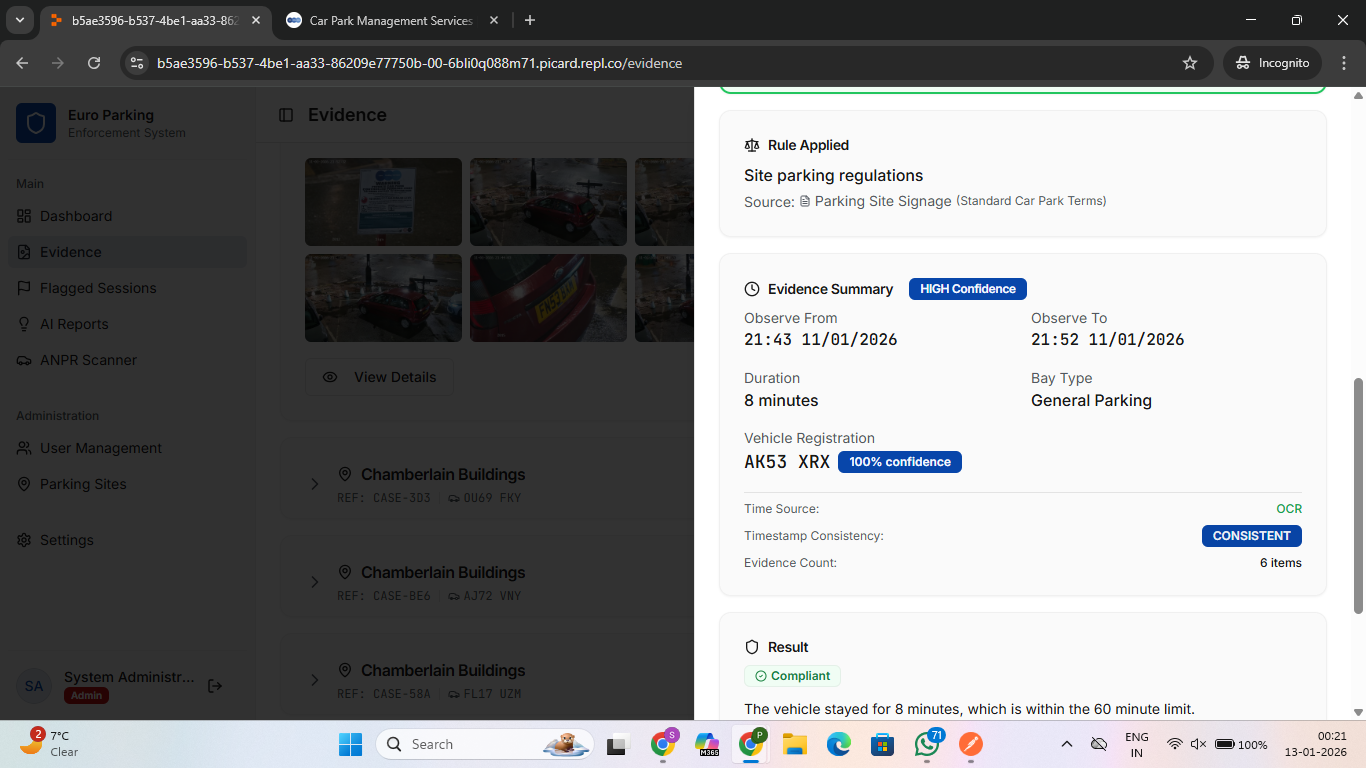 b5ae3596-b537-4be1-aa33-862
Car Park Management Services
b5ae3596-b537-4be1-aa33-86209e77750b-00-6bli0q088m71.picard.repl.co/evidence
Incognito
Euro Parking
Enforcement System
Main
Dashboard
Evidence
Flagged Sessions
AI Reports
ANPR Scanner
Administration
User Management
Parking Sites
Settings
SA
System Administr...
Admin
Evidence
View Details
Chamberlain Buildings
REF: CASE-3D3
OU69 FKY
Chamberlain Buildings
REF: CASE-BE6
AJ72 VNY
Chamberlain Buildings
REF: CASE-58A
FL17 UZM
Rule Applied
Site parking regulations
Source: Parking Site Signage (Standard Car Park Terms)
Evidence Summary HIGH Confidence
Observe From Observe To
21:43 11/01/2026 21:52 11/01/2026
Duration Bay Type
8 minutes General Parking
Vehicle Registration
AK53 XRX 100% confidence
Time Source: OCR
Timestamp Consistency: CONSISTENT
Evidence Count: 6 items
Result
Compliant
The vehicle stayed for 8 minutes, which is within the 60 minute limit.
2
7°C
Clear
Search
S
M365
P
71
ENG
IN
100%
00:21
13-01-2026